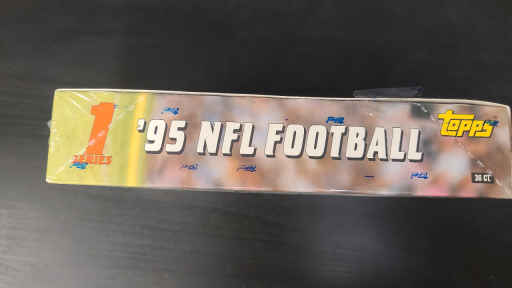 1
SERIES
'95 NFL FOOTBALL
Topps
36 CT.